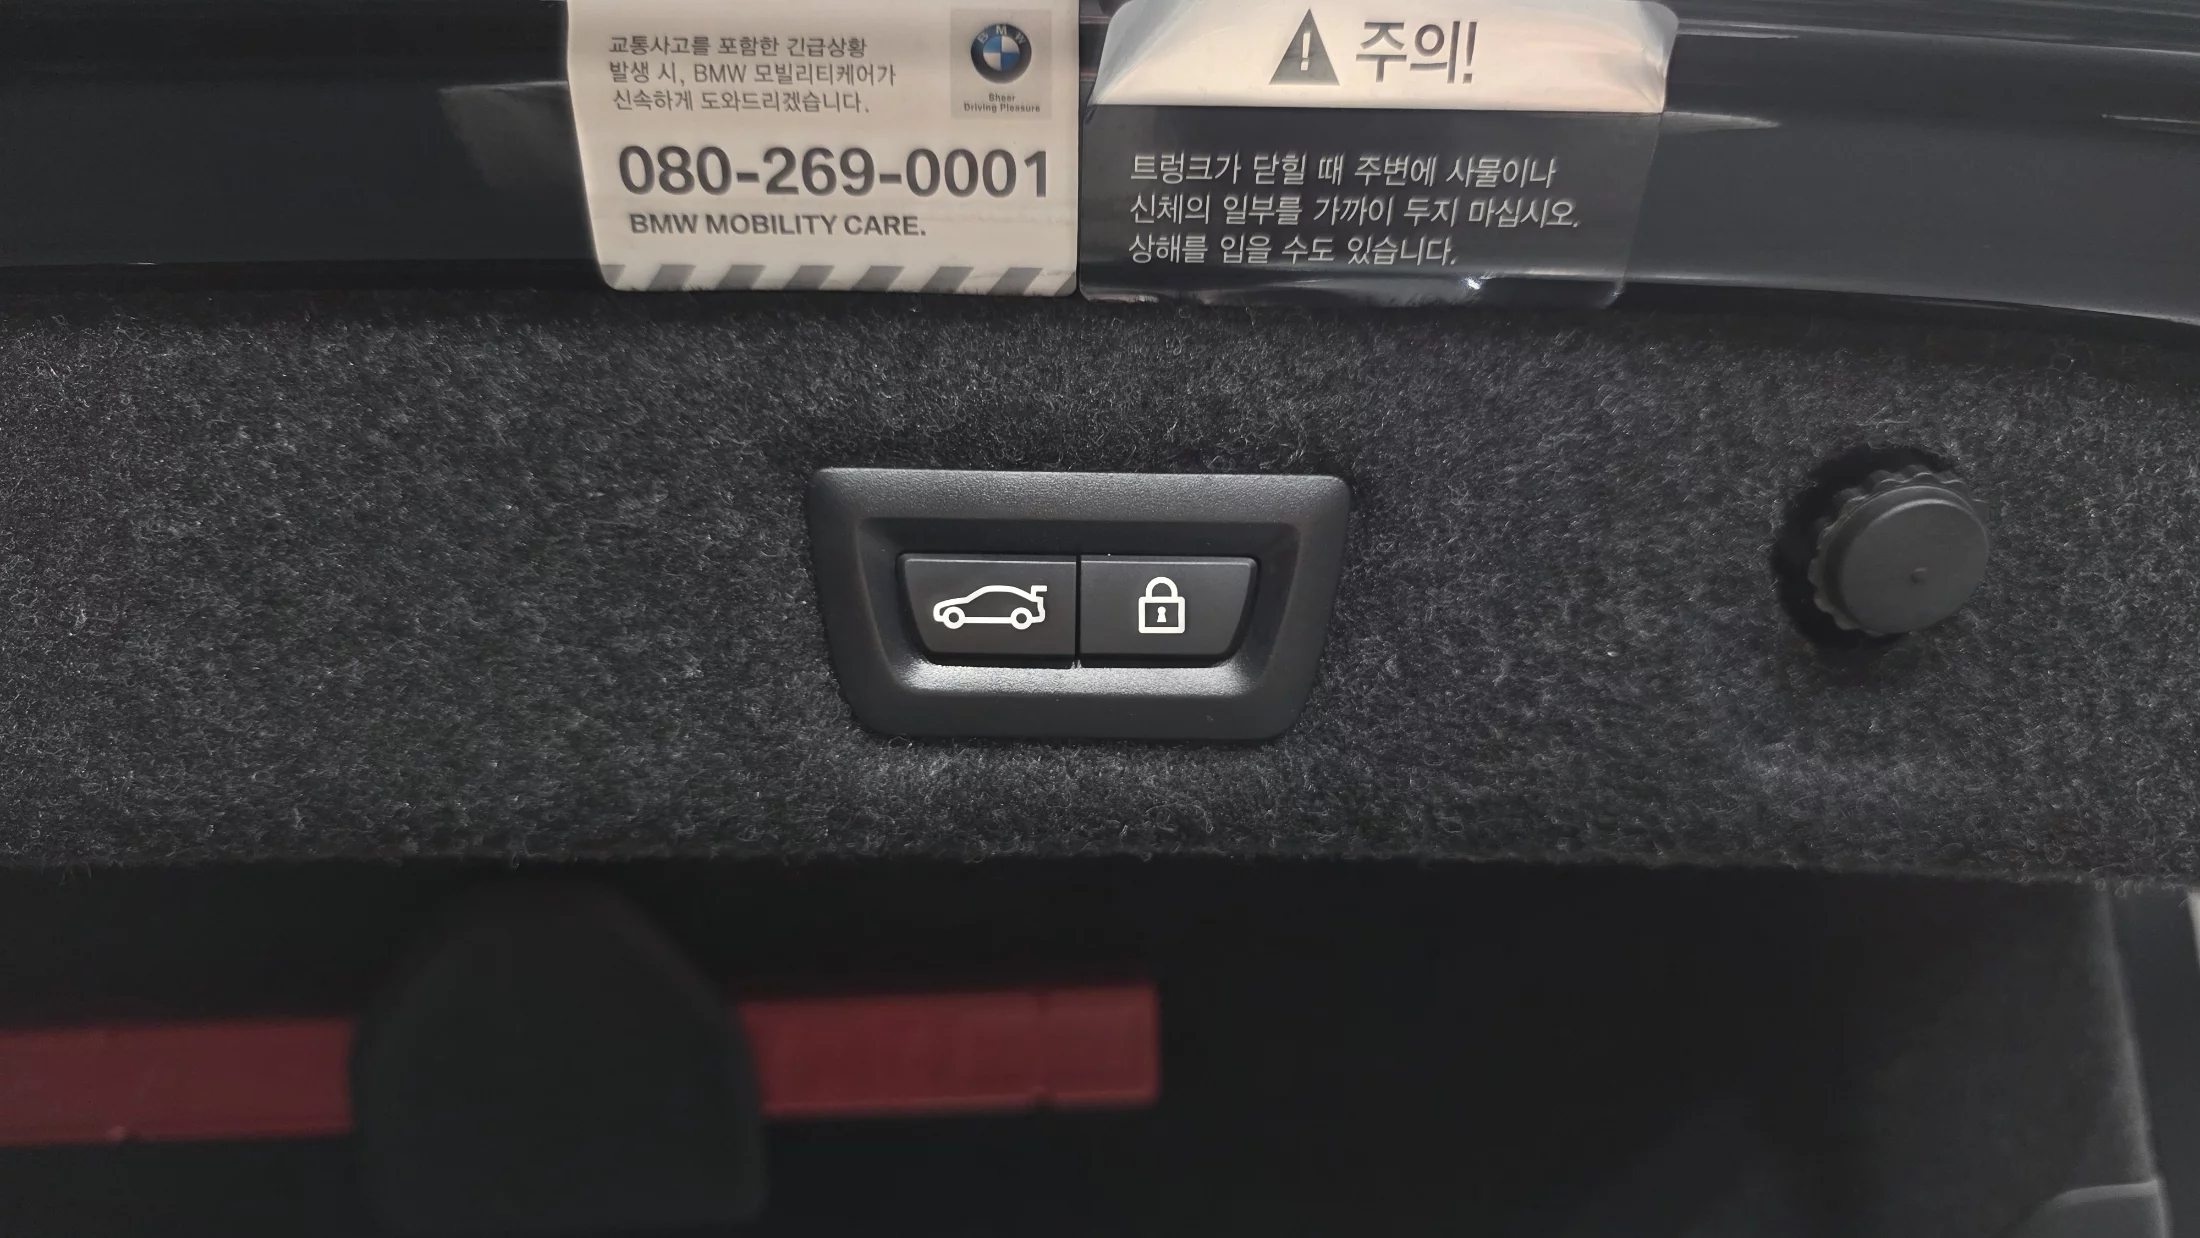 교통사고를 포함한 긴급상황
발생 시, BMW 모빌리티케어가
신속하게 도와드리겠습니다.
BMW
Sheer
Driving Pleasure
080-269-0001
BMW MOBILITY CARE.
주의!
트렁크가 닫힐 때 주변에 사물이나
신체의 일부를 가까이 두지 마십시오.
상해를 입을 수도 있습니다.